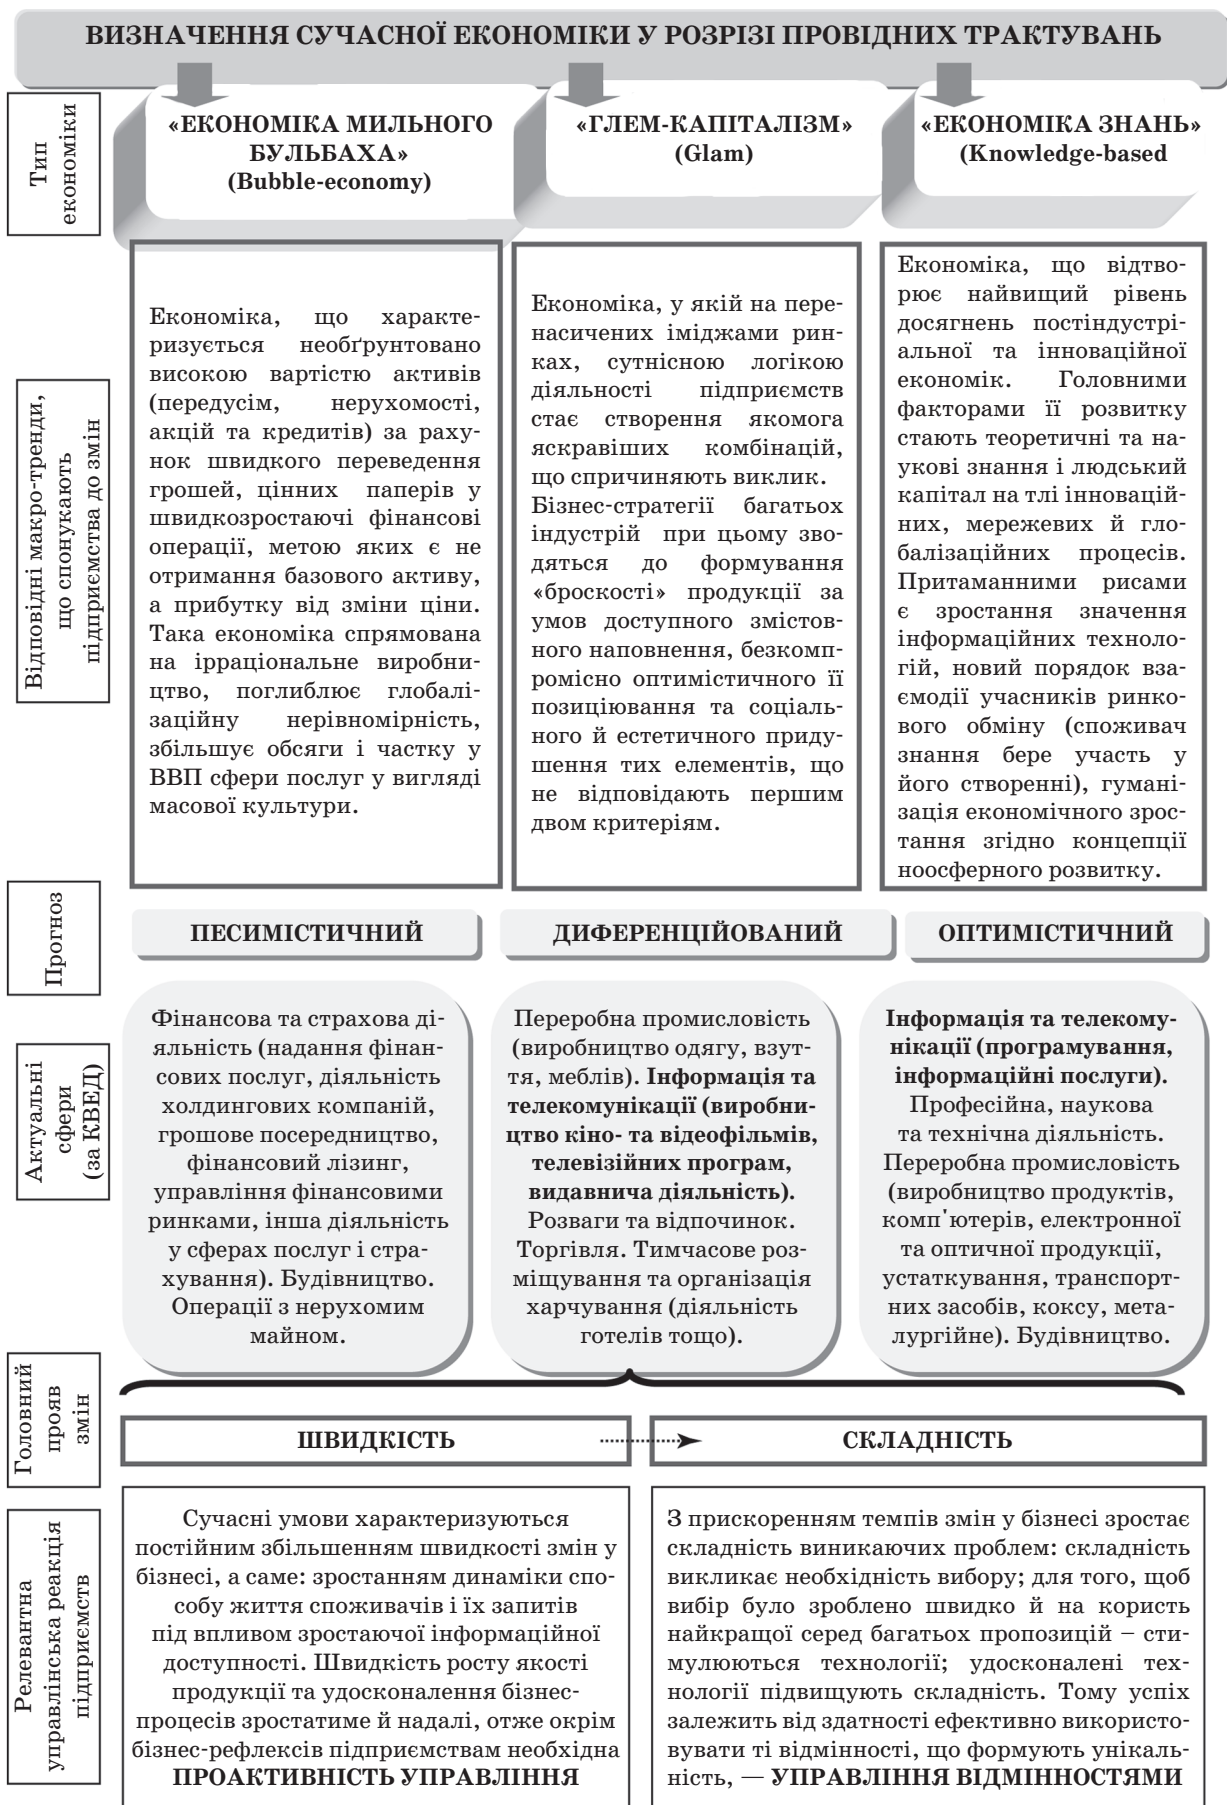 ВИЗНАЧЕННЯ СУЧАСНОЇ ЕКОНОМІКИ У РОЗРІЗІ ПРОВІДНИХ ТРАКТУВАНЬ
Тип
економіки
«ЕКОНОМІКА МИЛЬНОГО
БУЛЬБАХА»
(Bubble-economy)
«ГЛЕМ-КАПІТАЛІЗМ»
(Glam)
«ЕКОНОМІКА ЗНАНЬ»
(Knowledge-based
Відповідні макро-тренди,
що спонукають
підприємства до змін
Економіка, що характе-
ризується необґрунтовано
високою вартістю активів
(передусім, нерухомості,
акцій та кредитів) за раху-
нок швидкого переведення
грошей, цінних паперів у
швидкозростаючі фінансові
операції, метою яких є не
отримання базового активу,
а прибутку від зміни ціни.
Така економіка спрямована
на ірраціональне виробни-
цтво, поглиблює глобалі-
заційну нерівномірність,
збільшує обсяги і частку у
ВВП сфери послуг у вигляді
масової культури.
Економіка, у якій на пере-
насичених іміджами рин-
ках, сутнісною логікою
діяльності підприємств
стає створення якомога
яскравіших комбінацій,
що спричиняють виклик.
Бізнес-стратегії багатьох
індустрій при цьому зво-
дяться до формування
«броскості» продукції за
умов доступного змістов-
ного наповнення, безкомп-
ромісно оптимістичного її
позиціювання та соціаль-
ного й естетичного приду-
шення тих елементів, що
не відповідають першим
двом критеріям.
Економіка, що відтво-
рює найвищий рівень
досягнень постіндустрі-
альної та інноваційної
економік. Головними
факторами її розвитку
стають теоретичні та на-
укові знання і людський
капітал на тлі інновацій-
них, мережевих й гло-
балізаційних процесів.
Притаманними рисами
є зростання значення
інформаційних техноло-
гій, новий порядок вза-
ємодії учасників ринко-
вого обміну (споживач
знання бере участь у
його створенні), гумані-
зація економічного зрос-
тання згідно концепції
ноосферного розвитку.
Прогноз
ПЕСИМІСТИЧНИЙ
ДИФЕРЕНЦІЙОВАНИЙ
ОПТИМІСТИЧНИЙ
Актуальні
сфери
(за КВЕД)
Фінансова та страхова ді-
яльність (надання фінан-
сових послуг, діяльність
холдингових компаній,
грошове посередництво,
фінансовий лізинг,
управління фінансовими
ринками, інша діяльність
у сферах послуг і стра-
хування). Будівництво.
Операції з нерухомим
майном.
Переробна промисловість
(виробництво одягу, взут-
тя, меблів). Інформація та
телекомунікації (виробни-
цтво кіно- та відеофільмів,
телевізійних програм,
видавнича діяльність).
Розваги та відпочинок.
Торгівля. Тимчасове роз-
міщування та організація
харчування (діяльність
готелів тощо).
Інформація та телекому-
нікації (програмування,
інформаційні послуги).
Професійна, наукова
та технічна діяльність.
Переробна промисловість
(виробництво продуктів,
комп'ютерів, електронної
та оптичної продукції,
устаткування, транспорт-
них засобів, коксу, мета-
лургійне). Будівництво.
Головний
прояв
змін
ШВИДКІСТЬ
СКЛАДНІСТЬ
Релевантна
управлінська реакція
підприємств
Сучасні умови характеризуються
постійним збільшенням швидкості змін у
бізнесі, а саме: зростанням динаміки спо-
собу життя споживачів і їх запитів
під впливом зростаючої інформаційної
доступності. Швидкість росту якості
продукції та удосконалення бізнес-
процесів зростатиме й надалі, отже окрім
бізнес-рефлексів підприємствам необхідна
ПРОАКТИВНІСТЬ УПРАВЛІННЯ
З прискоренням темпів змін у бізнесі зростає
складність виникаючих проблем: складність
викликає необхідність вибору; для того, щоб
вибір було зроблено швидко й на користь
найкращої серед багатьох пропозицій – сти-
мулюються технології; удосконалені тех-
нології підвищують складність. Тому успіх
залежить від здатності ефективно використо-
вувати ті відмінності, що формують унікаль-
ність, — УПРАВЛІННЯ ВІДМІННОСТЯМИ